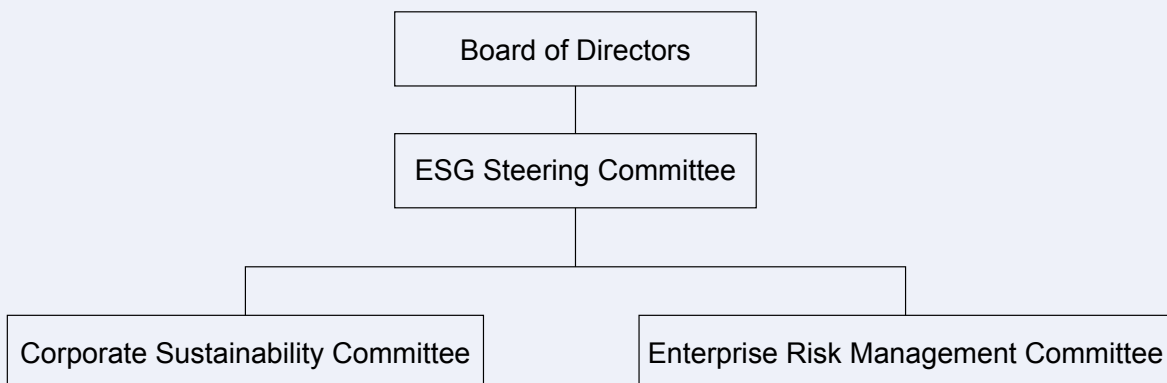 Board of Directors
ESG Steering Committee
Corporate Sustainability Committee
Enterprise Risk Management Committee